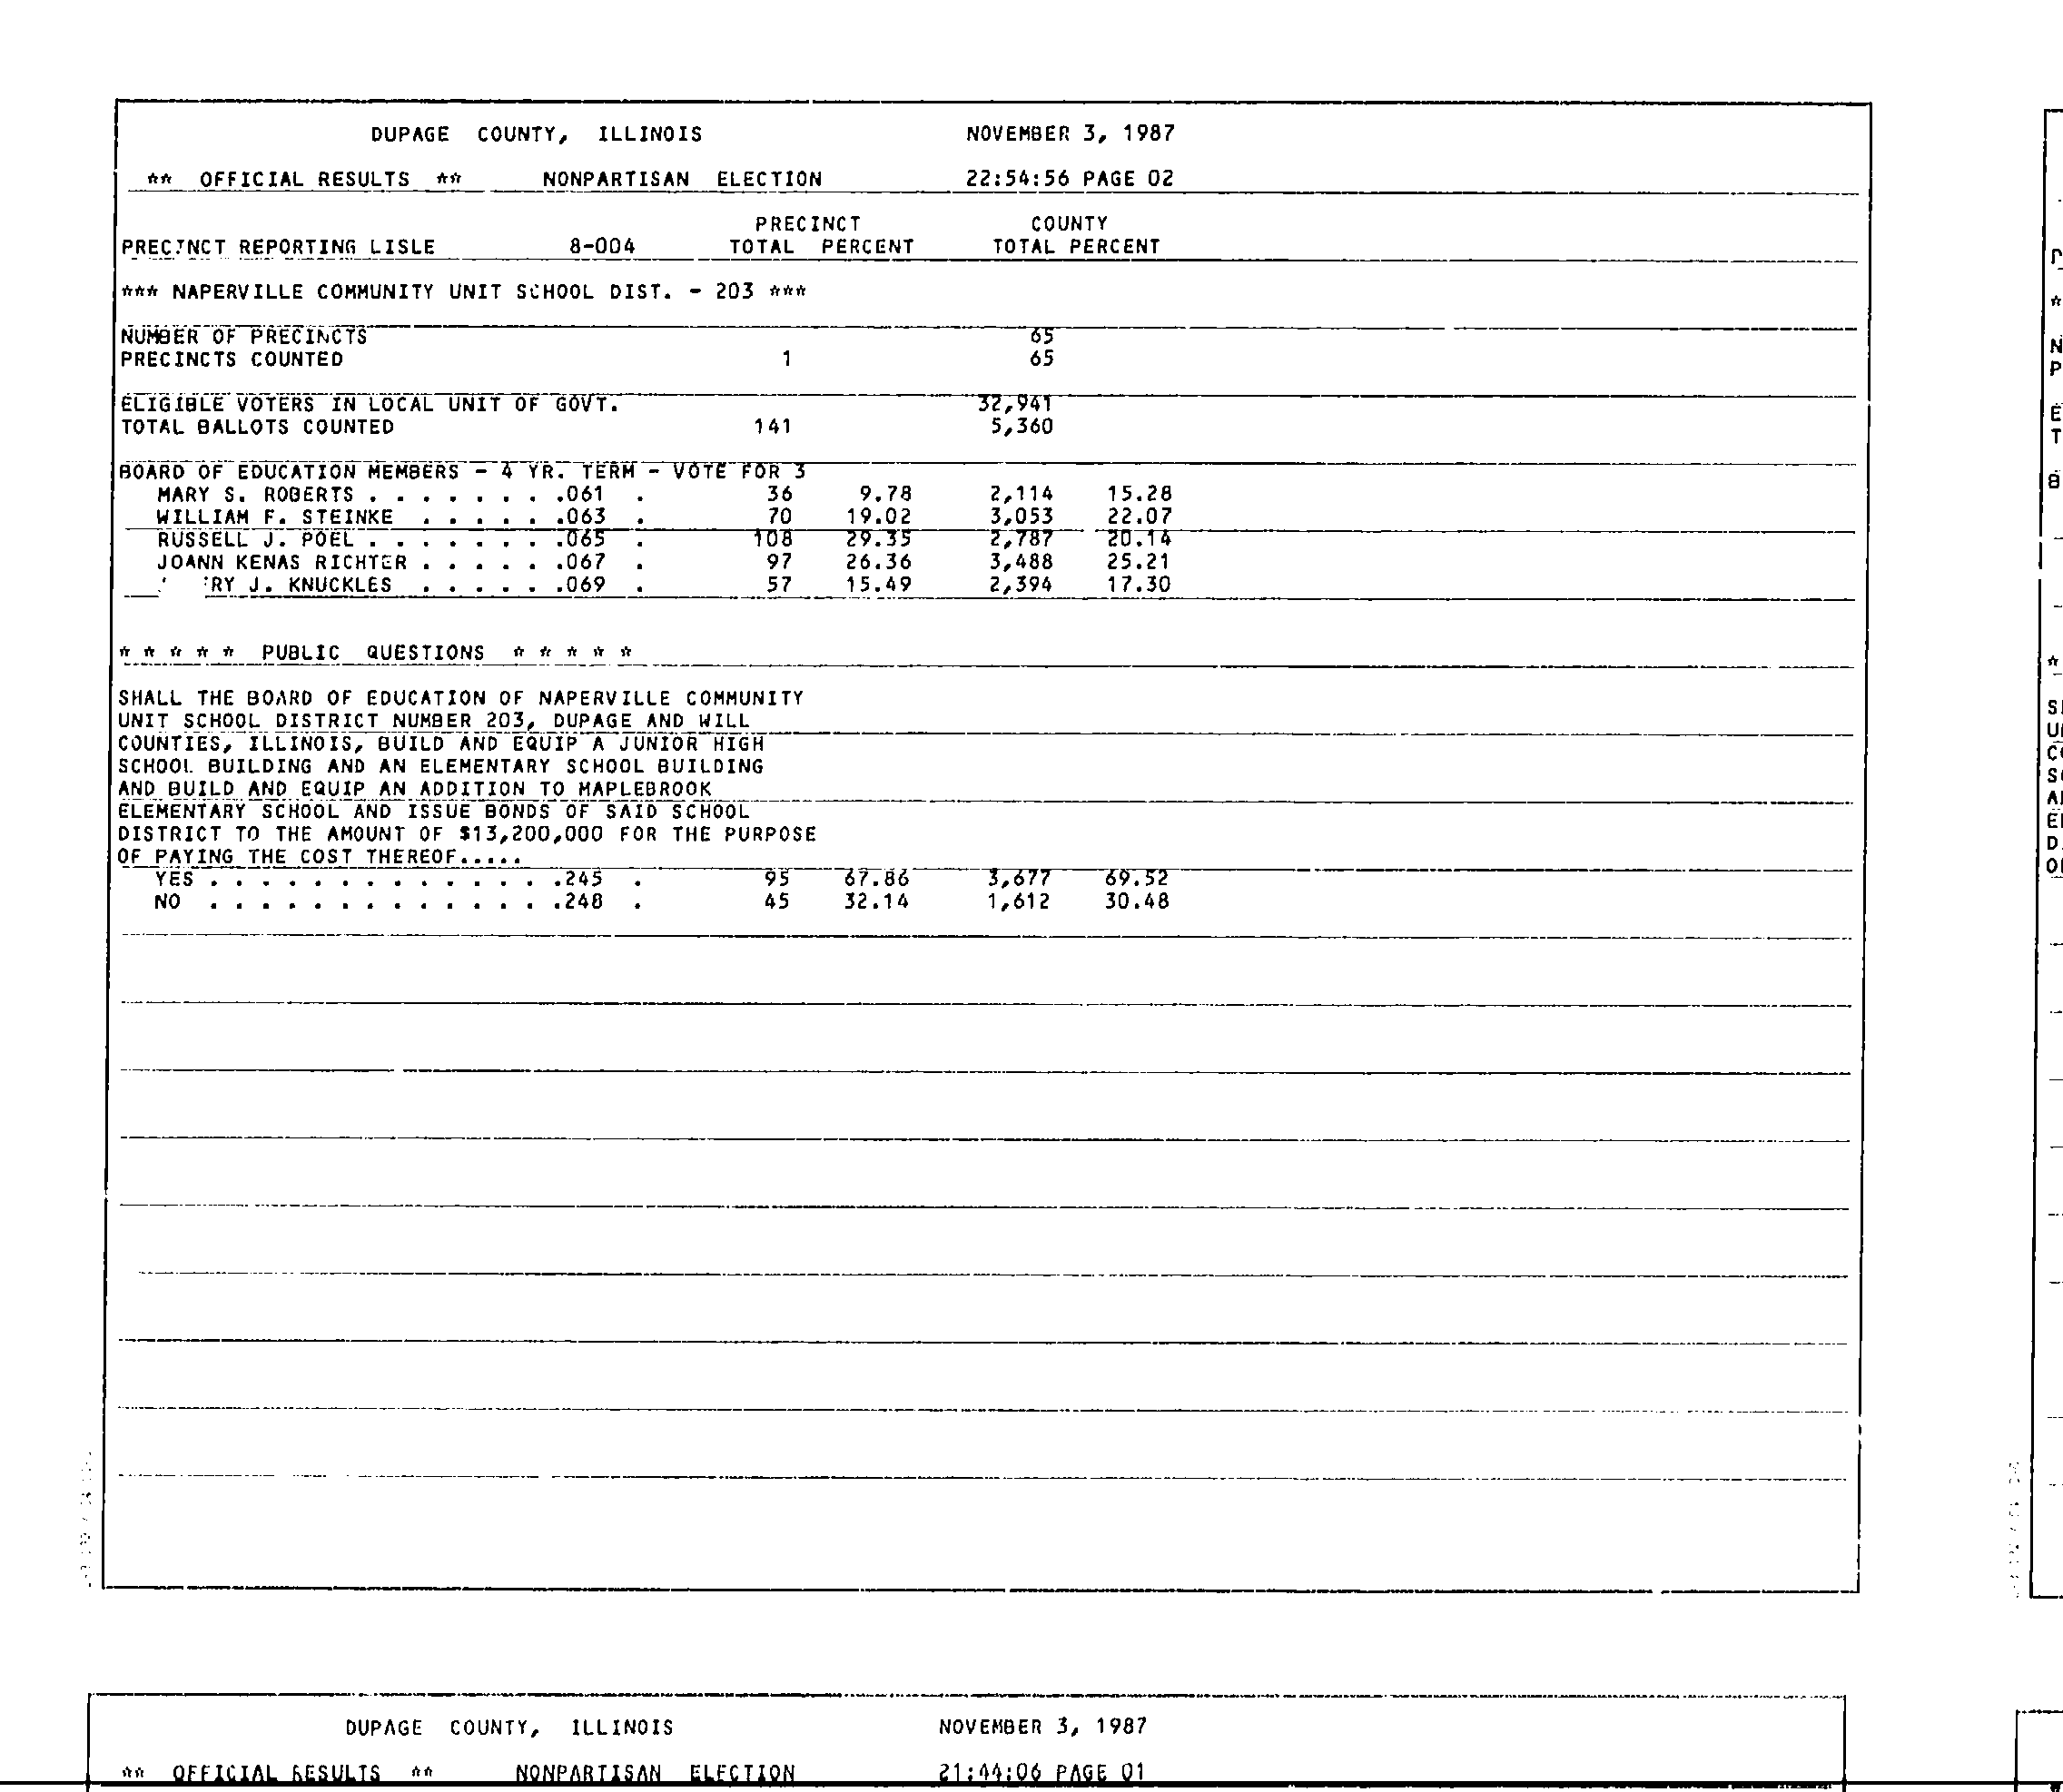 DUPAGE COUNTY, ILLINOIS NOVEMBER 3, 1987
** OFFICIAL RESULTS ** NONPARTISAN ELECTION 22:54:56 PAGE 02
PRECINCT COUNTY
PRECINCT REPORTING LISLE 8-004 TOTAL PERCENT TOTAL PERCENT
*** NAPERVILLE COMMUNITY UNIT SCHOOL DIST. - 203 ***
NUMBER OF PRECINCTS 65
PRECINCTS COUNTED 1 65
ELIGIBLE VOTERS IN LOCAL UNIT OF GOVT. 32,941
TOTAL BALLOTS COUNTED 141 5,360
BOARD OF EDUCATION MEMBERS - 4 YR. TERM - VOTE FOR 3
MARY S. ROBERTS . . . . . . . .061 . 36 9.78 2,114 15.28
WILLIAM F. STEINKE . . . . . .063 . 70 19.02 3,053 22.07
RUSSELL J. POEL . . . . . . . .065 . 108 29.35 2,787 20.14
JOANN KENAS RICHTER . . . . . .067 . 97 26.36 3,488 25.21
RY J. KNUCKLES . . . . . .069 . 57 15.49 2,394 17.30
* * * * * PUBLIC QUESTIONS * * * * *
SHALL THE BOARD OF EDUCATION OF NAPERVILLE COMMUNITY
UNIT SCHOOL DISTRICT NUMBER 203, DUPAGE AND WILL
COUNTIES, ILLINOIS, BUILD AND EQUIP A JUNIOR HIGH
SCHOOL BUILDING AND AN ELEMENTARY SCHOOL BUILDING
AND BUILD AND EQUIP AN ADDITION TO MAPLEBROOK
ELEMENTARY SCHOOL AND ISSUE BONDS OF SAID SCHOOL
DISTRICT TO THE AMOUNT OF $13,200,000 FOR THE PURPOSE
OF PAYING THE COST THEREOF.....
YES . . . . . . . . . . . . . .245 . 95 67.86 3,677 69.52
NO . . . . . . . . . . . . . .248 . 45 32.14 1,612 30.48
DUPAGE COUNTY, ILLINOIS NOVEMBER 3, 1987
** OFFICIAL RESULTS ** NONPARTISAN ELECTION 21:44:06 PAGE 01